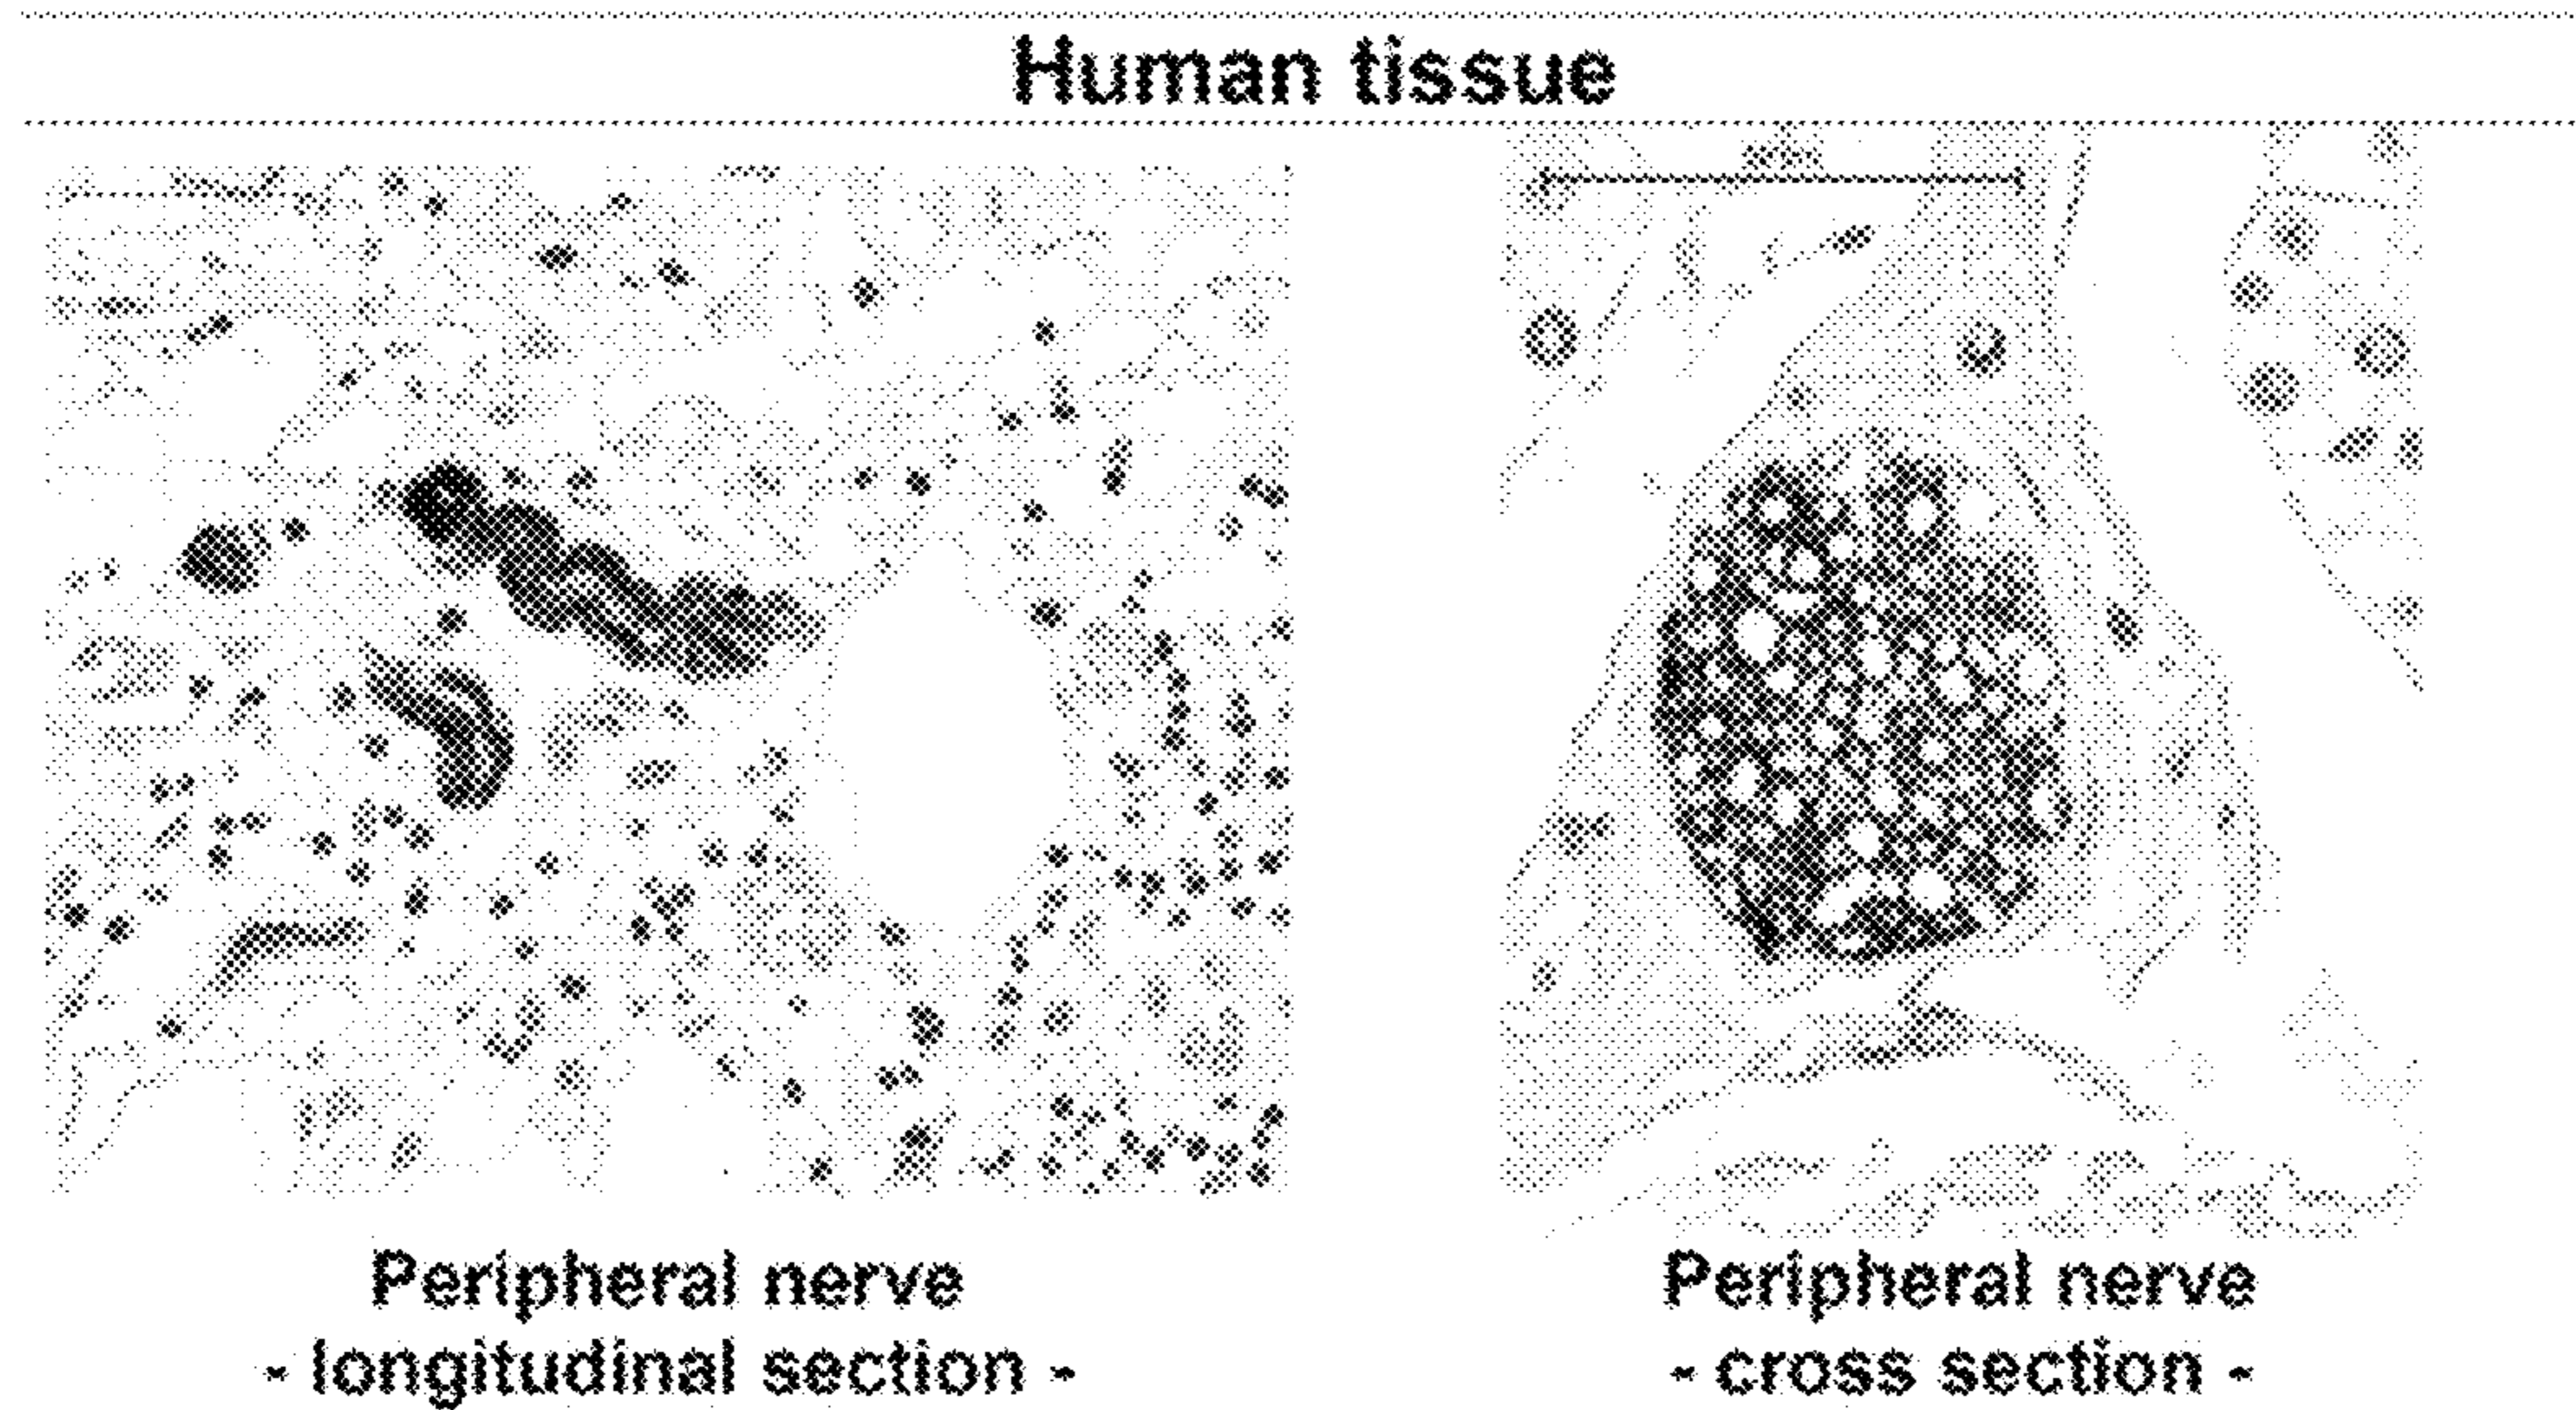 Human tissue
Peripheral nerve
- longitudinal section -
Peripheral nerve
- cross section -